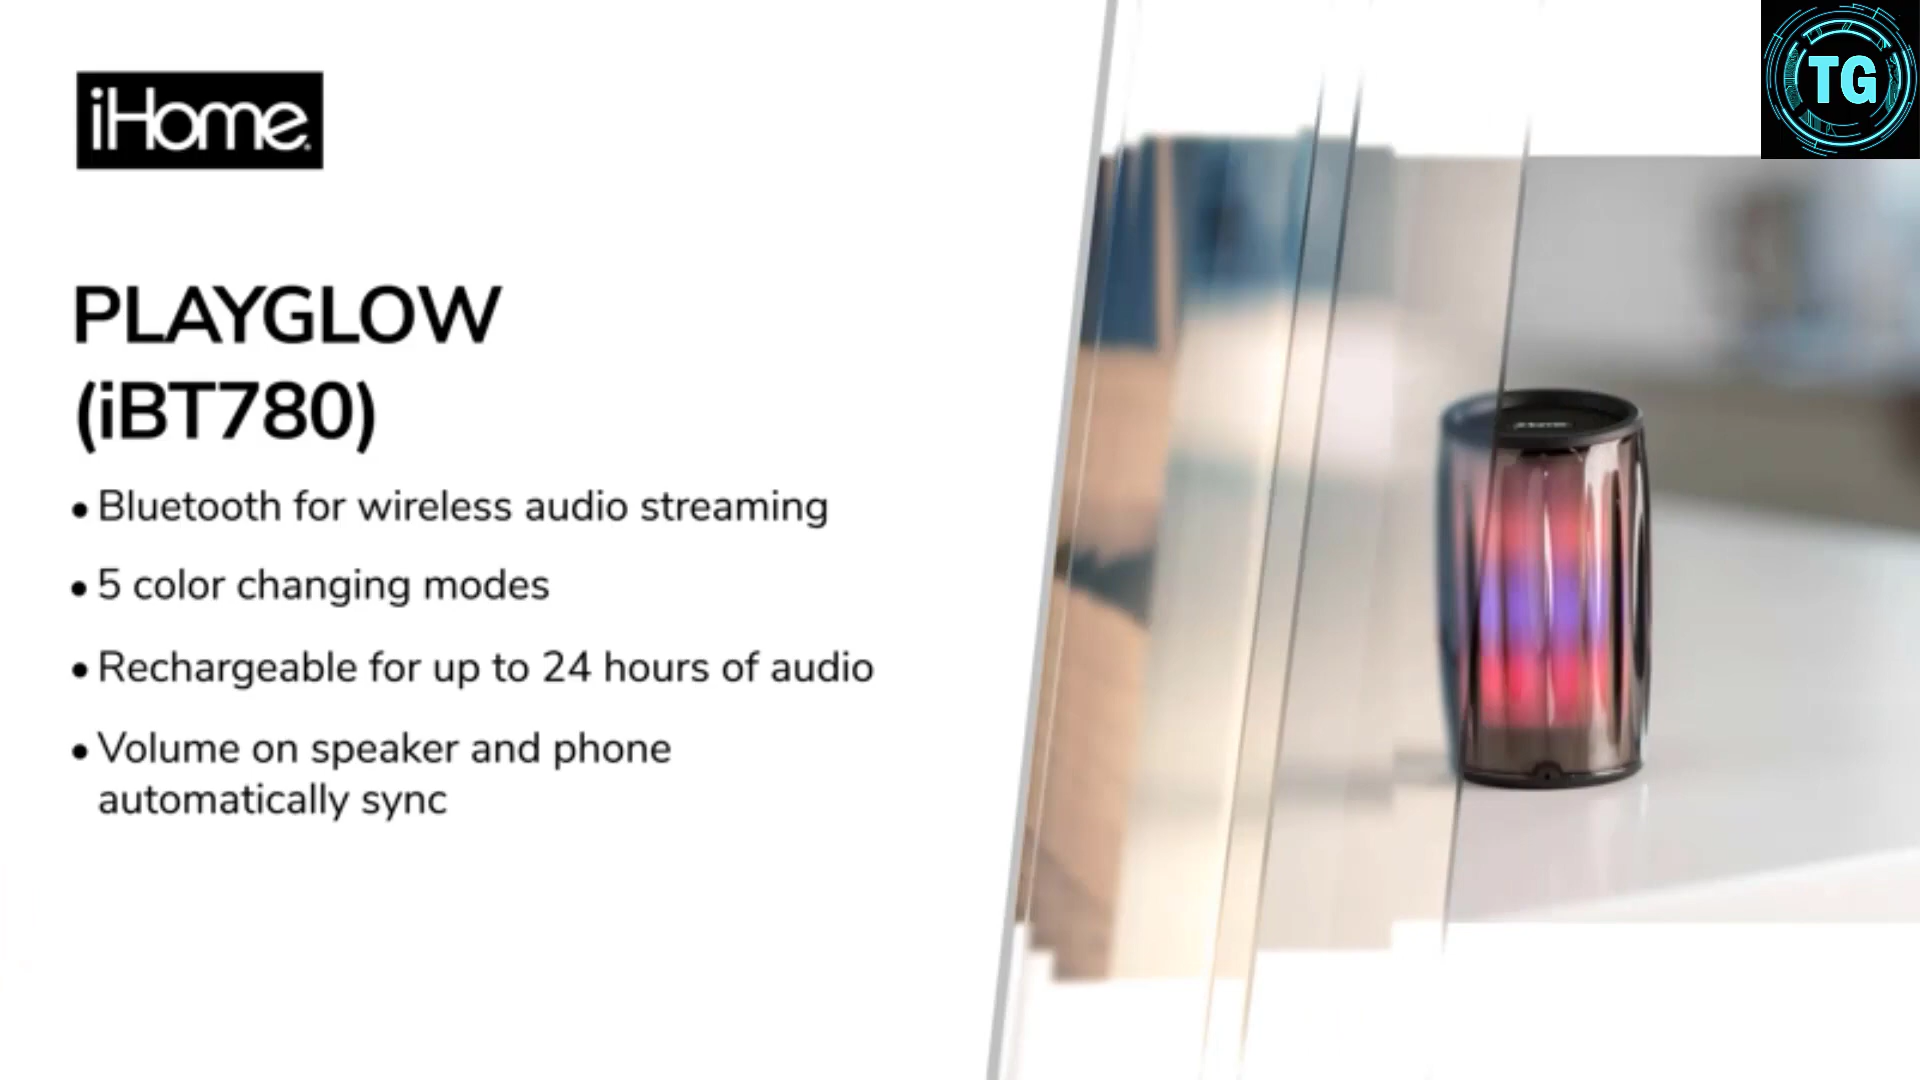 iHome
TG
PLAYGLOW
(iBT780)
• Bluetooth for wireless audio streaming
• 5 color changing modes
• Rechargeable for up to 24 hours of audio
• Volume on speaker and phone
automatically sync